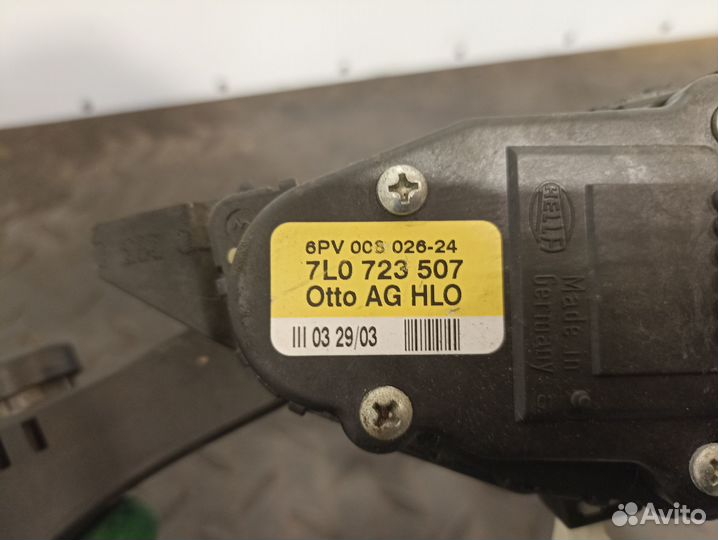 6PV 008 026-24
7L0 723 507
Otto AG HLO
III 03 29/03
HELLA
Made in
Germany
Avito